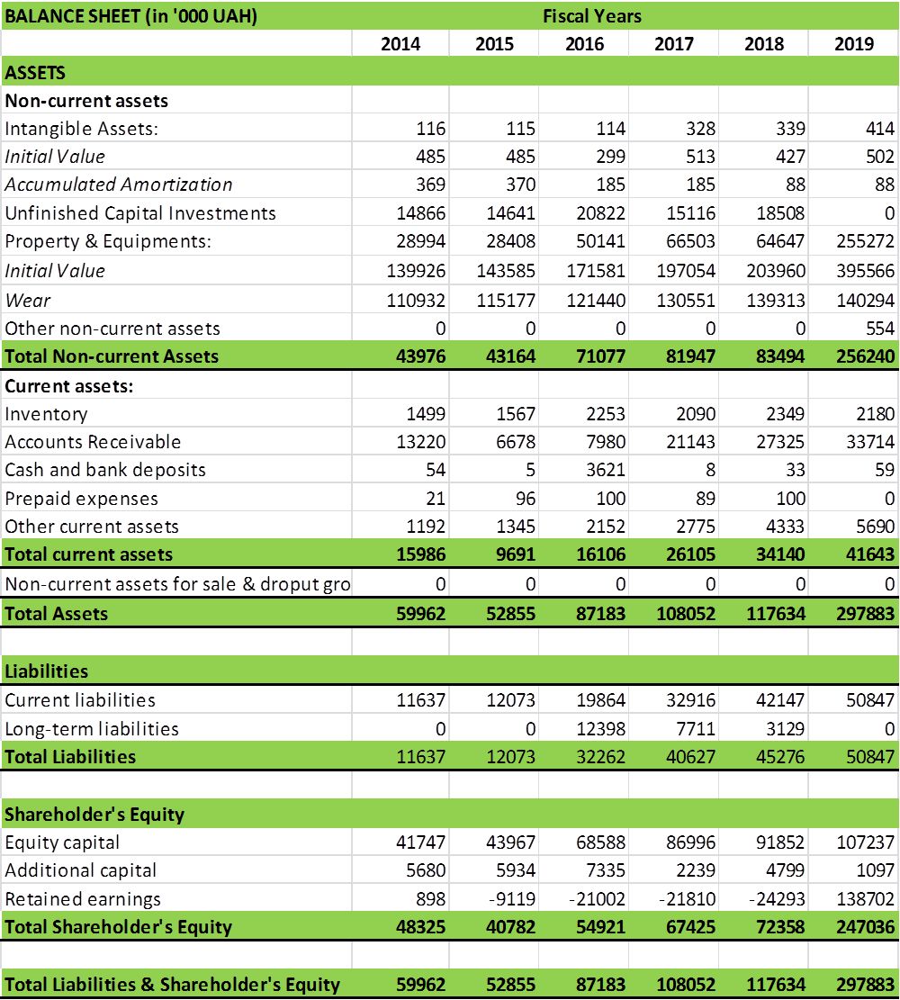 BALANCE SHEET (in '000 UAH) Fiscal Years
2014 2015 2016 2017 2018 2019
ASSETS
Non-current assets
Intangible Assets: 116 115 114 328 339 414
Initial Value 485 485 299 513 427 502
Accumulated Amortization 369 370 185 185 88 88
Unfinished Capital Investments 14866 14641 20822 15116 18508 0
Property & Equipments: 28994 28408 50141 66503 64647 255272
Initial Value 139926 143585 171581 197054 203960 395566
Wear 110932 115177 121440 130551 139313 140294
Other non-current assets 0 0 0 0 0 554
Total Non-current Assets 43976 43164 71077 81947 83494 256240
Current assets:
Inventory 1499 1567 2253 2090 2349 2180
Accounts Receivable 13220 6678 7980 21143 27325 33714
Cash and bank deposits 54 5 3621 8 33 59
Prepaid expenses 21 96 100 89 100 0
Other current assets 1192 1345 2152 2775 4333 5690
Total current assets 15986 9691 16106 26105 34140 41643
Non-current assets for sale & droput gro 0 0 0 0 0 0
Total Assets 59962 52855 87183 108052 117634 297883
Liabilities
Current liabilities 11637 12073 19864 32916 42147 50847
Long-term liabilities 0 0 12398 7711 3129 0
Total Liabilities 11637 12073 32262 40627 45276 50847
Shareholder's Equity
Equity capital 41747 43967 68588 86996 91852 107237
Additional capital 5680 5934 7335 2239 4799 1097
Retained earnings 898 -9119 -21002 -21810 -24293 138702
Total Shareholder's Equity 48325 40782 54921 67425 72358 247036
Total Liabilities & Shareholder's Equity 59962 52855 87183 108052 117634 297883